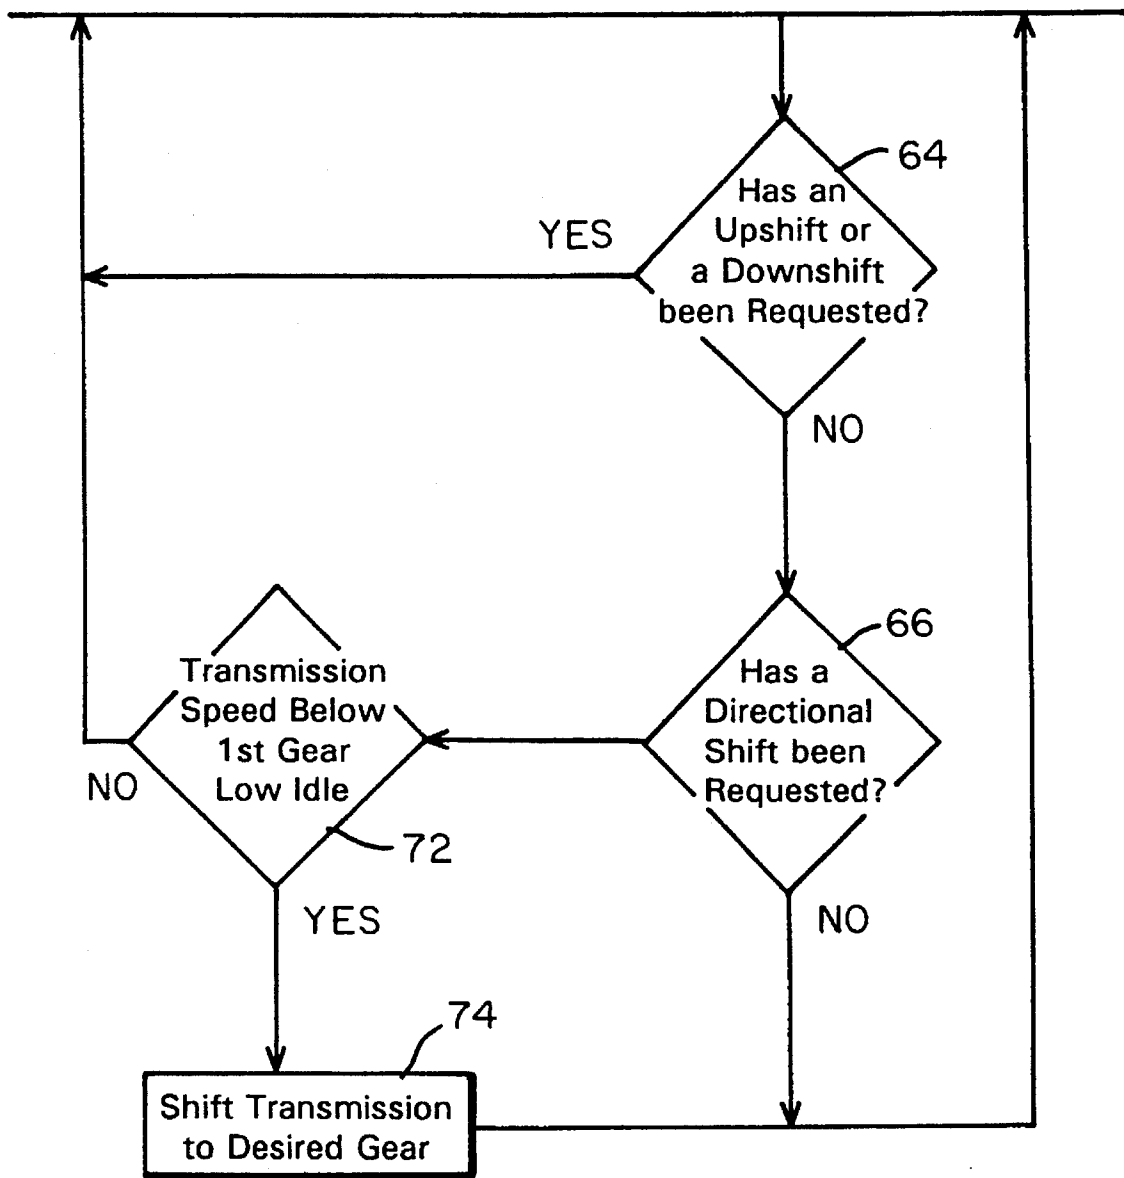 64
Has an
Upshift or
a Downshift
been Requested?
YES
NO
66
Has a
Directional
Shift been
Requested?
NO
Transmission
Speed Below
1st Gear
Low Idle
NO
72
YES
74
Shift Transmission
to Desired Gear